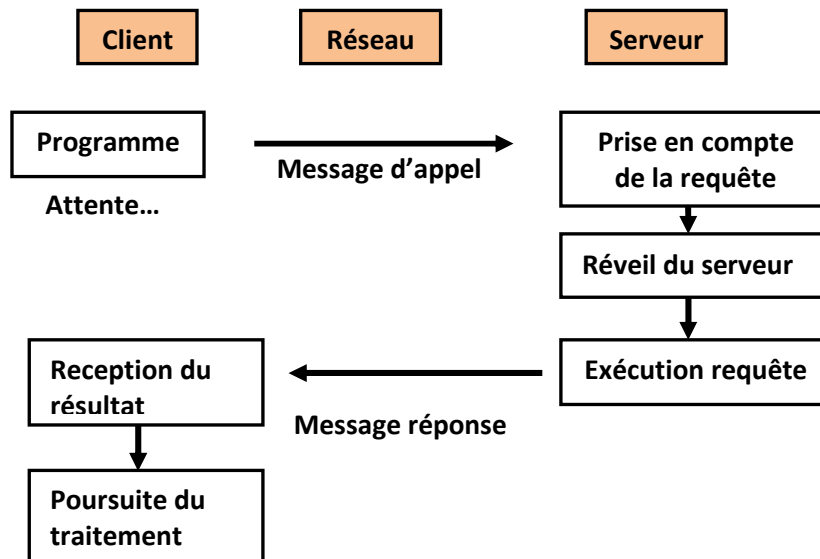 Client
Réseau
Serveur
Programme
Message d’appel
Prise en compte
de la requête
Attente…
Réveil du serveur
Exécution requête
Message réponse
Reception du
résultat
Poursuite du
traitement